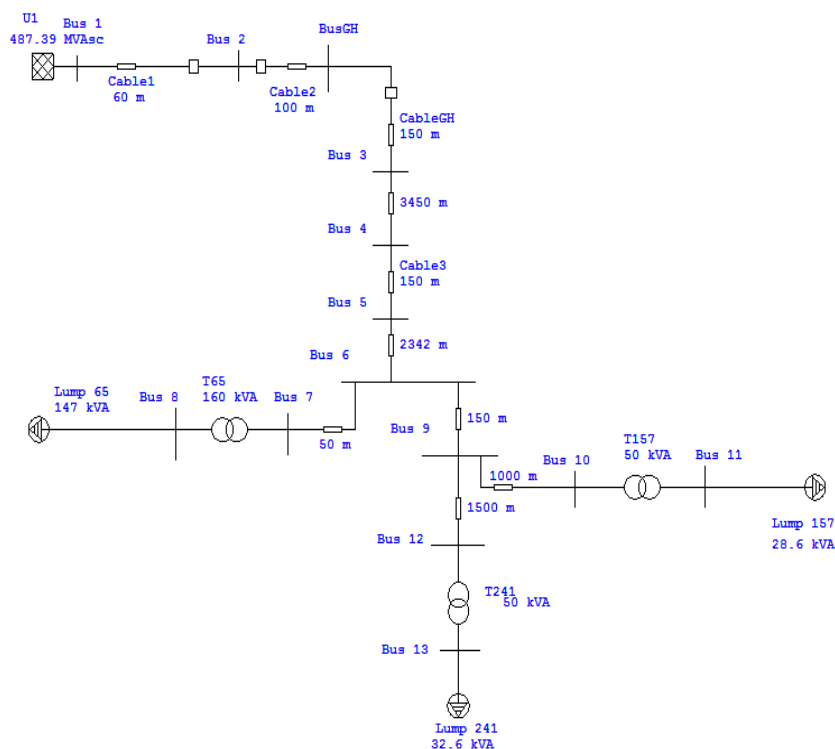 U1
487.39
MVAsc
Bus 1
Cable1
60 m
Bus 2
Cable2
100 m
BusGH
CableGH
150 m
Bus 3
3450 m
Bus 4
Cable3
150 m
Bus 5
2342 m
Bus 6
Lump 65
147 kVA
Bus 8
T65
160 kVA
Bus 7
50 m
150 m
Bus 9
1000 m
Bus 10
T157
50 kVA
Bus 11
Lump 157
28.6 kVA
1500 m
Bus 12
T241
50 kVA
Bus 13
Lump 241
32.6 kVA